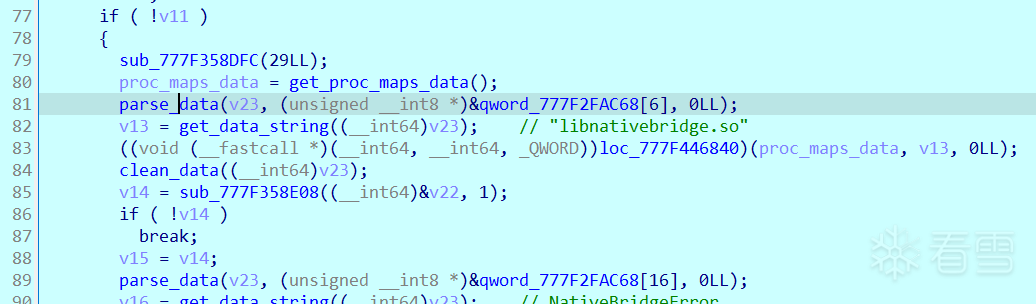 77 if ( !v11 )
78 {
79 sub_777F358DFC(29LL);
80 proc_maps_data = get_proc_maps_data();
81 parse_data(v23, (unsigned __int8 *)&qword_777F2FAC68[6], 0LL);
82 v13 = get_data_string((__int64)v23); // "libnativebridge.so"
83 ((void (__fastcall *)(__int64, __int64, _QWORD))loc_777F446840)(proc_maps_data, v13, 0LL);
84 clean_data((__int64)v23);
85 v14 = sub_777F358E08((__int64)&v22, 1);
86 if ( !v14 )
87 break;
88 v15 = v14;
89 parse_data(v23, (unsigned __int8 *)&qword_777F2FAC68[16], 0LL);
90 v16 = get_data_string((__int64)v23); // NativeBridgeError
看雪